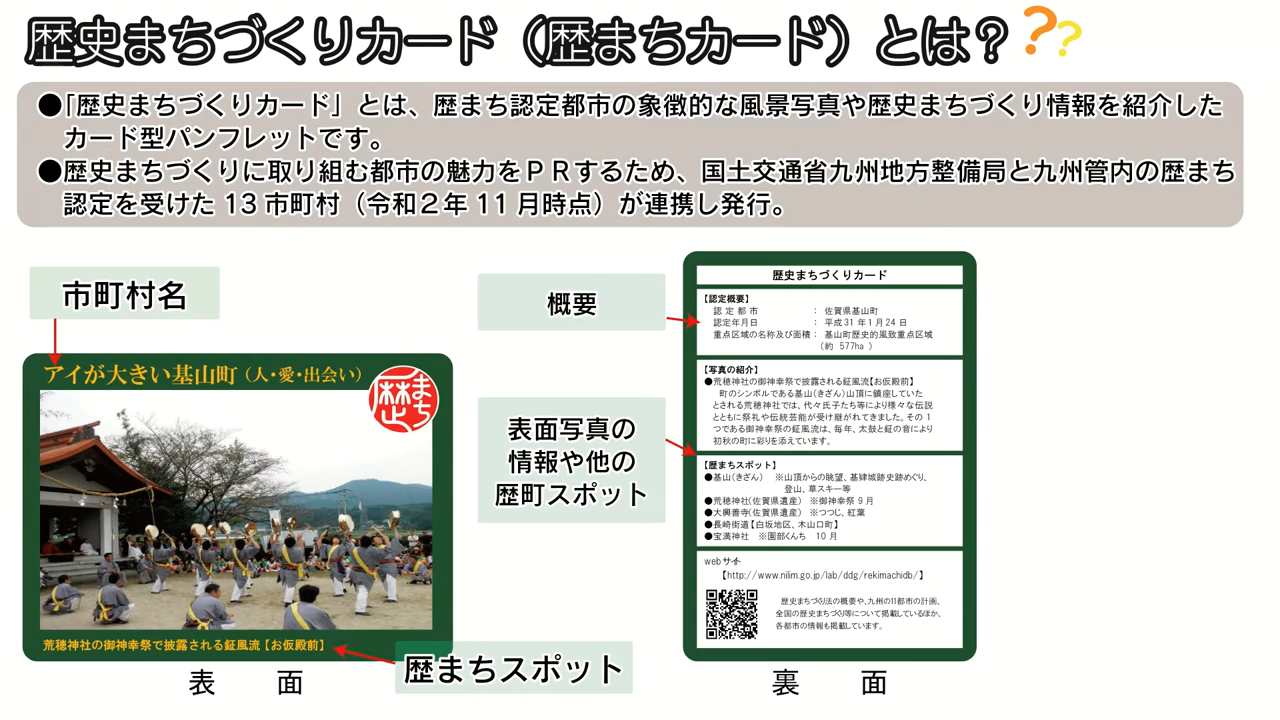 歴史まちづくりカード（歴まちカード）とは？??
●「歴史まちづくりカード」とは、歴まち認定都市の象徴的な風景写真や歴史まちづくり情報を紹介した
カード型パンフレットです。
●歴史まちづくりに取り組む都市の魅力をＰＲするため、国土交通省九州地方整備局と九州管内の歴まち
認定を受けた 13 市町村（令和２年 11 月時点）が連携し発行。
市町村名
アイが大きい基山町（人・愛・出会い）
歴まち
荒穂神社の御神幸祭で披露される鉦風流【お仮殿前】
歴まちスポット
表　面
概要
表面写真の
情報や他の
歴町スポット
歴史まちづくりカード
【認定概要】
認定都市 ： 佐賀県基山町
認定年月日 ： 平成31年1月24日
重点区域の名称及び面積： 基山町歴史的風致重点区域
（約 577ha ）
【写真の紹介】
●荒穂神社の御神幸祭で披露される鉦風流【お仮殿前】
町のシンボルである基山（きざん）山頂に鎮座していた
とされる荒穂神社では、代々氏子たち等により様々な伝説
とともに祭礼や伝統芸能が受け継がれてきました。その1
つである御神幸祭の鉦風流は、毎年、太鼓と鉦の音により
初秋の町に彩りを添えています。
【歴まちスポット】
●基山（きざん） ※山頂からの眺望、基肄城跡史跡めぐり、
登山、草スキー等
●荒穂神社（佐賀県遺産） ※御神幸祭 9月
●大興善寺（佐賀県遺産） ※つつじ、紅葉
●長崎街道【白坂地区、木山口町】
●宝満神社 ※園部くんち 10月
webサイト
【http://www.nilim.go.jp/lab/ddg/rekimachidb/】
歴史まちづくり法の概要や、九州の11都市の計画、
全国の歴史まちづくり等について掲載しているほか、
各都市の情報も掲載しています。
裏　面